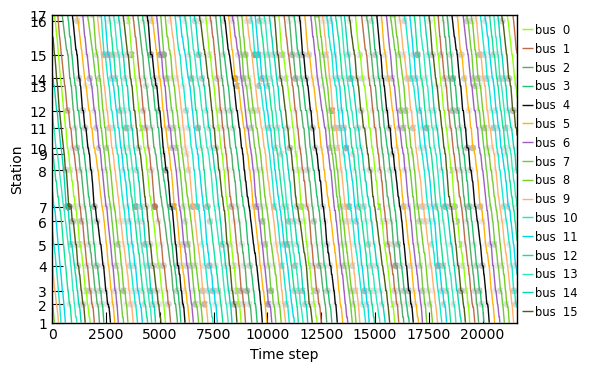 17
16
15
14
13
12
11
10
9
8
7
6
5
4
3
2
1
Station
0 2500 5000 7500 10000 12500 15000 17500 20000
Time step
bus 0
bus 1
bus 2
bus 3
bus 4
bus 5
bus 6
bus 7
bus 8
bus 9
bus 10
bus 11
bus 12
bus 13
bus 14
bus 15